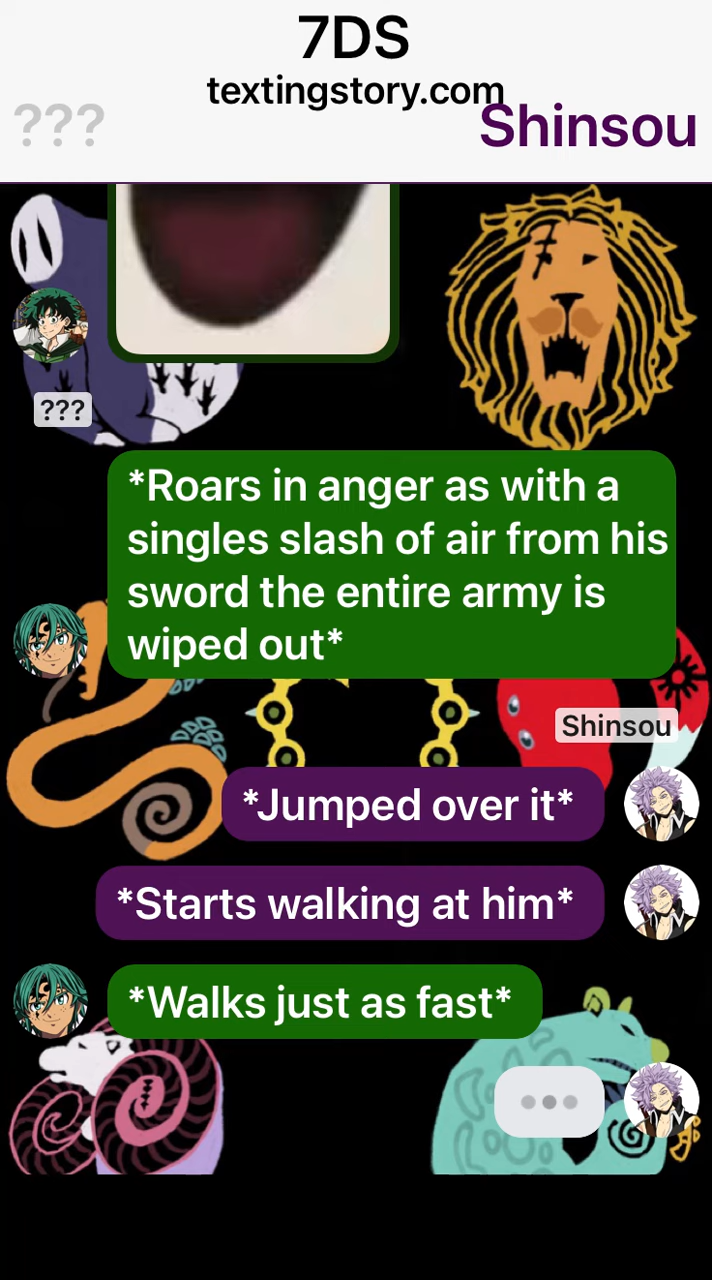 7DS
textingstory.com
???
Shinsou
???
*Roars in anger as with a
singles slash of air from his
sword the entire army is
wiped out*
Shinsou
*Jumped over it*
*Starts walking at him*
*Walks just as fast*